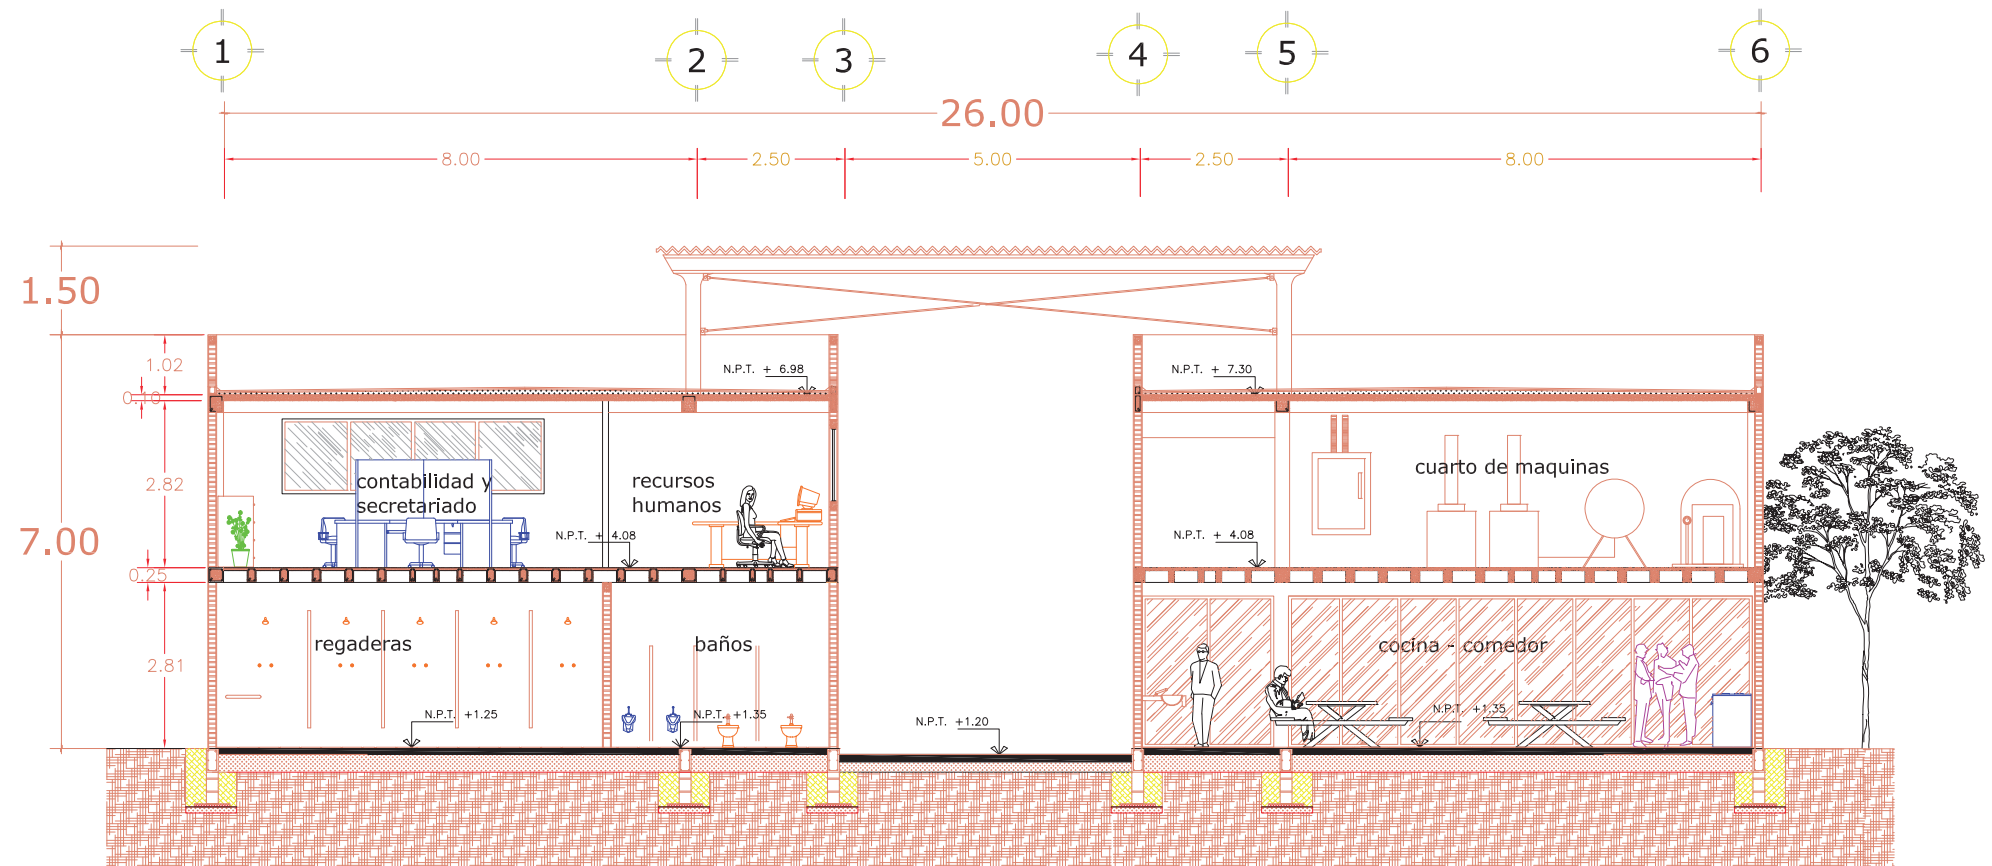 1
2
3
4
5
6
26.00
8.00
2.50
5.00
2.50
8.00
1.50
7.00
1.02
0.10
2.82
0.25
2.81
N.P.T. + 6.98
N.P.T. + 7.30
contabilidad y
secretariado
recursos
humanos
cuarto de maquinas
N.P.T. + 4.08
N.P.T. + 4.08
regaderas
baños
cocina - comedor
N.P.T. +1.25
N.P.T. +1.35
N.P.T. +1.20
N.P.T. +1.35